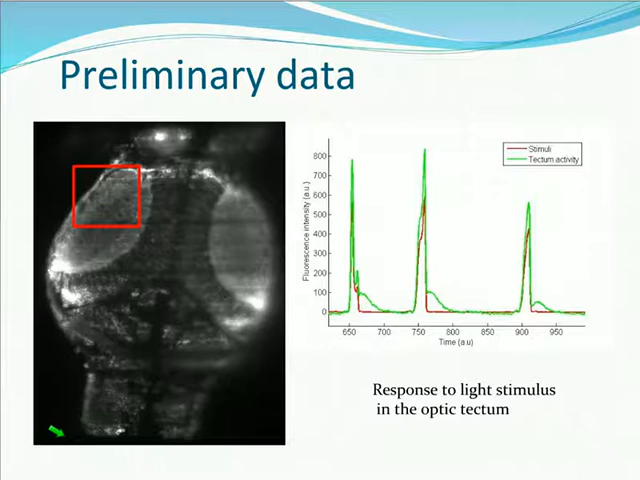 Preliminary data
Stimuli
Tectum activity
800
700
600
500
400
300
200
100
0
Fluorescence intensity (a.u.)
650
700
750
800
850
900
950
Time (a.u)
Response to light stimulus
in the optic tectum